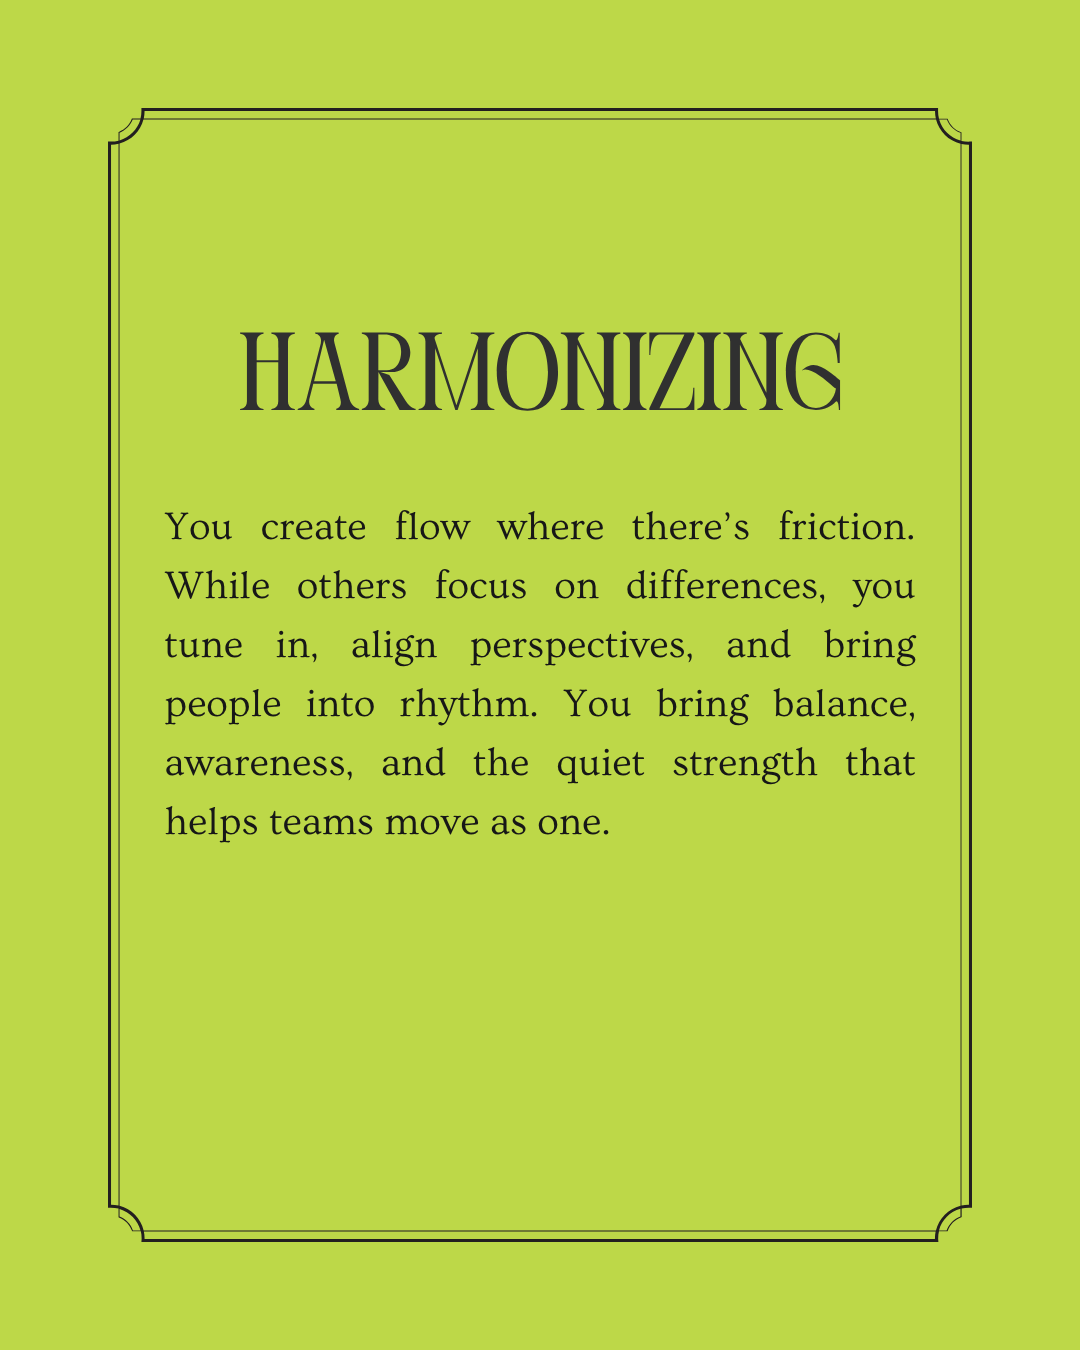 HARMONIZING
You create flow where there’s friction.
While others focus on differences, you
tune in, align perspectives, and bring
people into rhythm. You bring balance,
awareness, and the quiet strength that
helps teams move as one.